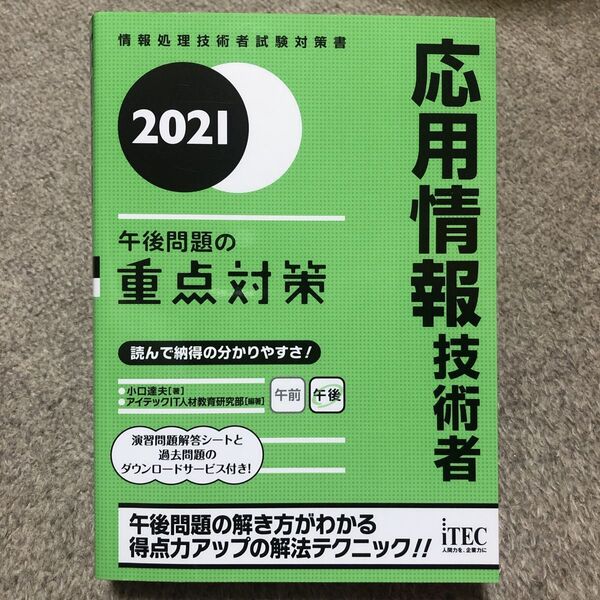 情報処理技術者試験対策書
2021
応用情報技術者
午後問題の
重点対策
読んで納得の分かりやすさ！
●小口達夫[著]
●アイテックIT人材教育研究部[編著]
午前
午後
演習問題解答シートと
過去問題の
ダウンロードサービス付き！
午後問題の解き方がわかる
得点力アップの解法テクニック!!
iTEC
人間力を、企業力に